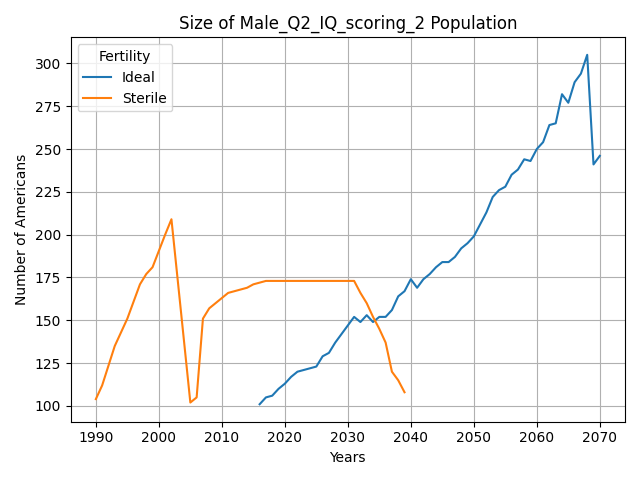 Size of Male_Q2_IQ_scoring_2 Population
Fertility
Ideal
Sterile
Number of Americans
300
275
250
225
200
175
150
125
100
1990 2000 2010 2020 2030 2040 2050 2060 2070
Years